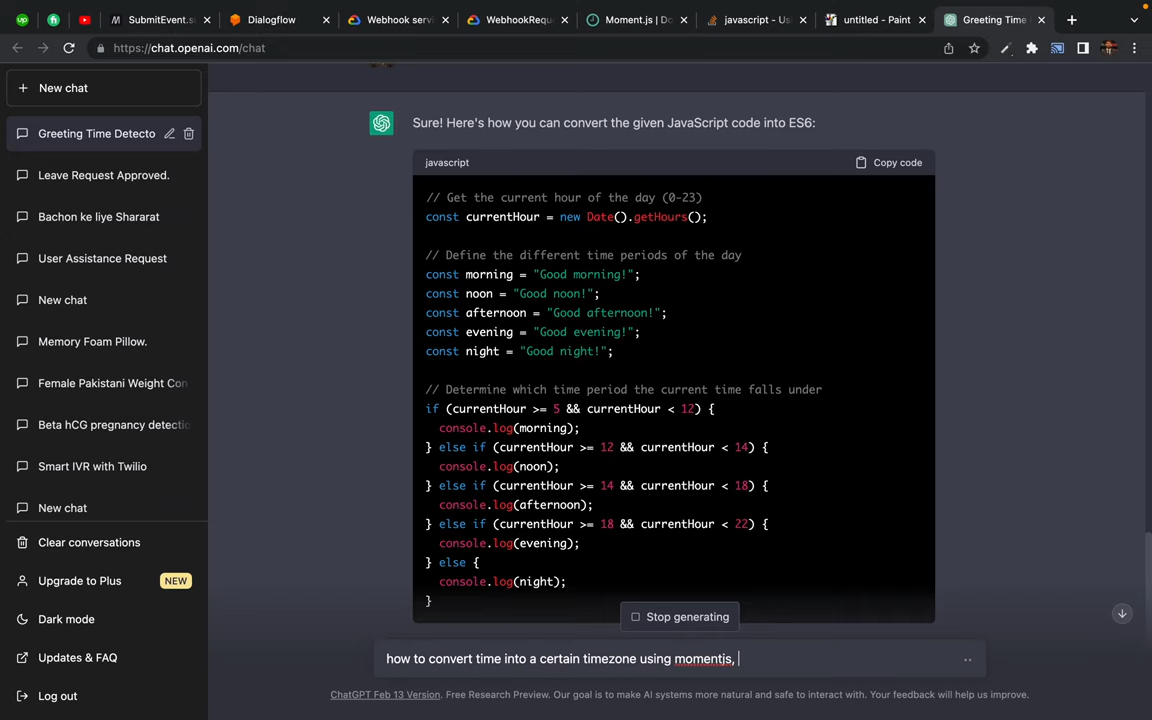 SubmitEvent.su
Dialogflow
Webhook servi
WebhookRequ
Moment.js | Do
javascript - Us
untitled - Paint
Greeting Time
https://chat.openai.com/chat
New chat
Greeting Time Detecto
Leave Request Approved.
Bachon ke liye Shararat
User Assistance Request
New chat
Memory Foam Pillow.
Female Pakistani Weight Con
Beta hCG pregnancy detectio
Smart IVR with Twilio
New chat
Clear conversations
Upgrade to Plus NEW
Dark mode
Updates & FAQ
Log out
Sure! Here's how you can convert the given JavaScript code into ES6:
javascript Copy code
// Get the current hour of the day (0-23)
const currentHour = new Date().getHours();
// Define the different time periods of the day
const morning = "Good morning!";
const noon = "Good noon!";
const afternoon = "Good afternoon!";
const evening = "Good evening!";
const night = "Good night!";
// Determine which time period the current time falls under
if (currentHour >= 5 && currentHour < 12) {
console.log(morning);
} else if (currentHour >= 12 && currentHour < 14) {
console.log(noon);
} else if (currentHour >= 14 && currentHour < 18) {
console.log(afternoon);
} else if (currentHour >= 18 && currentHour < 22) {
console.log(evening);
} else {
console.log(night);
}
Stop generating
how to convert time into a certain timezone using momentjs,
ChatGPT Feb 13 Version. Free Research Preview. Our goal is to make AI systems more natural and safe to interact with. Your feedback will help us improve.